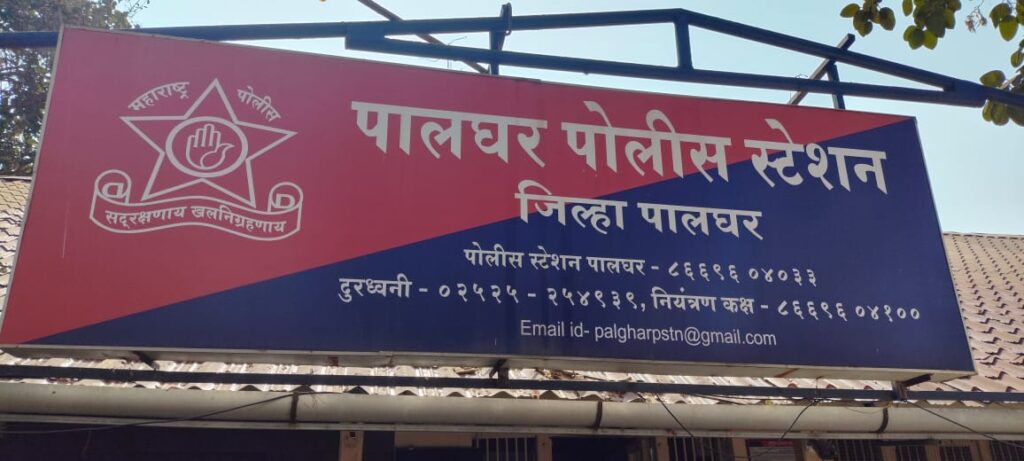 महाराष्ट्र पोलीस
सद्‌रक्षणाय खलनिग्रहणाय
पालघर पोलीस स्टेशन
जिल्हा पालघर
पोलीस स्टेशन पालघर - ८६६९६ ०४०३३
दुरध्वनी - ०२५२५ - २५४९३९, नियंत्रण कक्ष - ८६६९६ ०४१००
Email id- palgharpstn@gmail.com